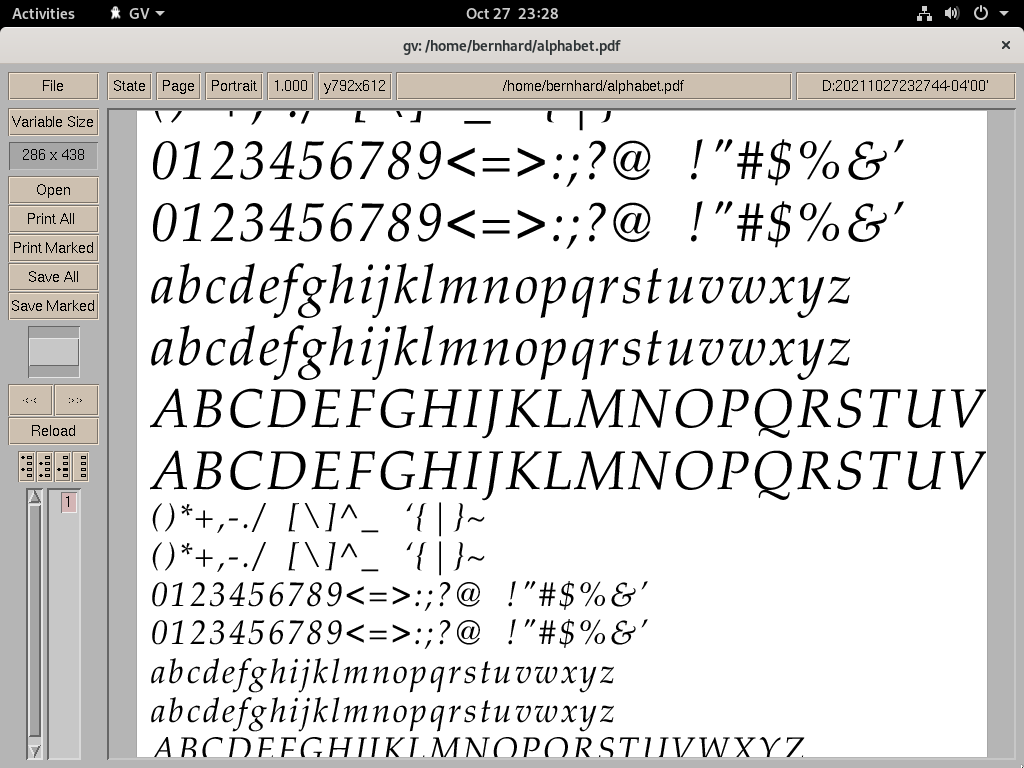 Activities GV Oct 27 23:28
gv: /home/bernhard/alphabet.pdf ×
File State Page Portrait 1.000 y792x612 /home/bernhard/alphabet.pdf D:20211027232744-04'00'
Variable Size
286 x 438
Open
Print All
Print Marked
Save All
Save Marked
<< >>
Reload
1
0123456789<=>:;?@ !"#$%&’
0123456789<=>:;?@ !"#$%&’
abcdefghijklmnopqrstuvwxyz
abcdefghijklmnopqrstuvwxyz
ABCDEFGHIJKLMNOPQRSTUV
ABCDEFGHIJKLMNOPQRSTUV
()*+,-./ [\]^_ ‘{|}~
()*+,-./ [\]^_ ‘{|}~
0123456789<=>:;?@ !"#$%&’
0123456789<=>:;?@ !"#$%&’
abcdefghijklmnopqrstuvwxyz
abcdefghijklmnopqrstuvwxyz
ABCDEFGHIJKLMNOPQRSTUVWXYZ